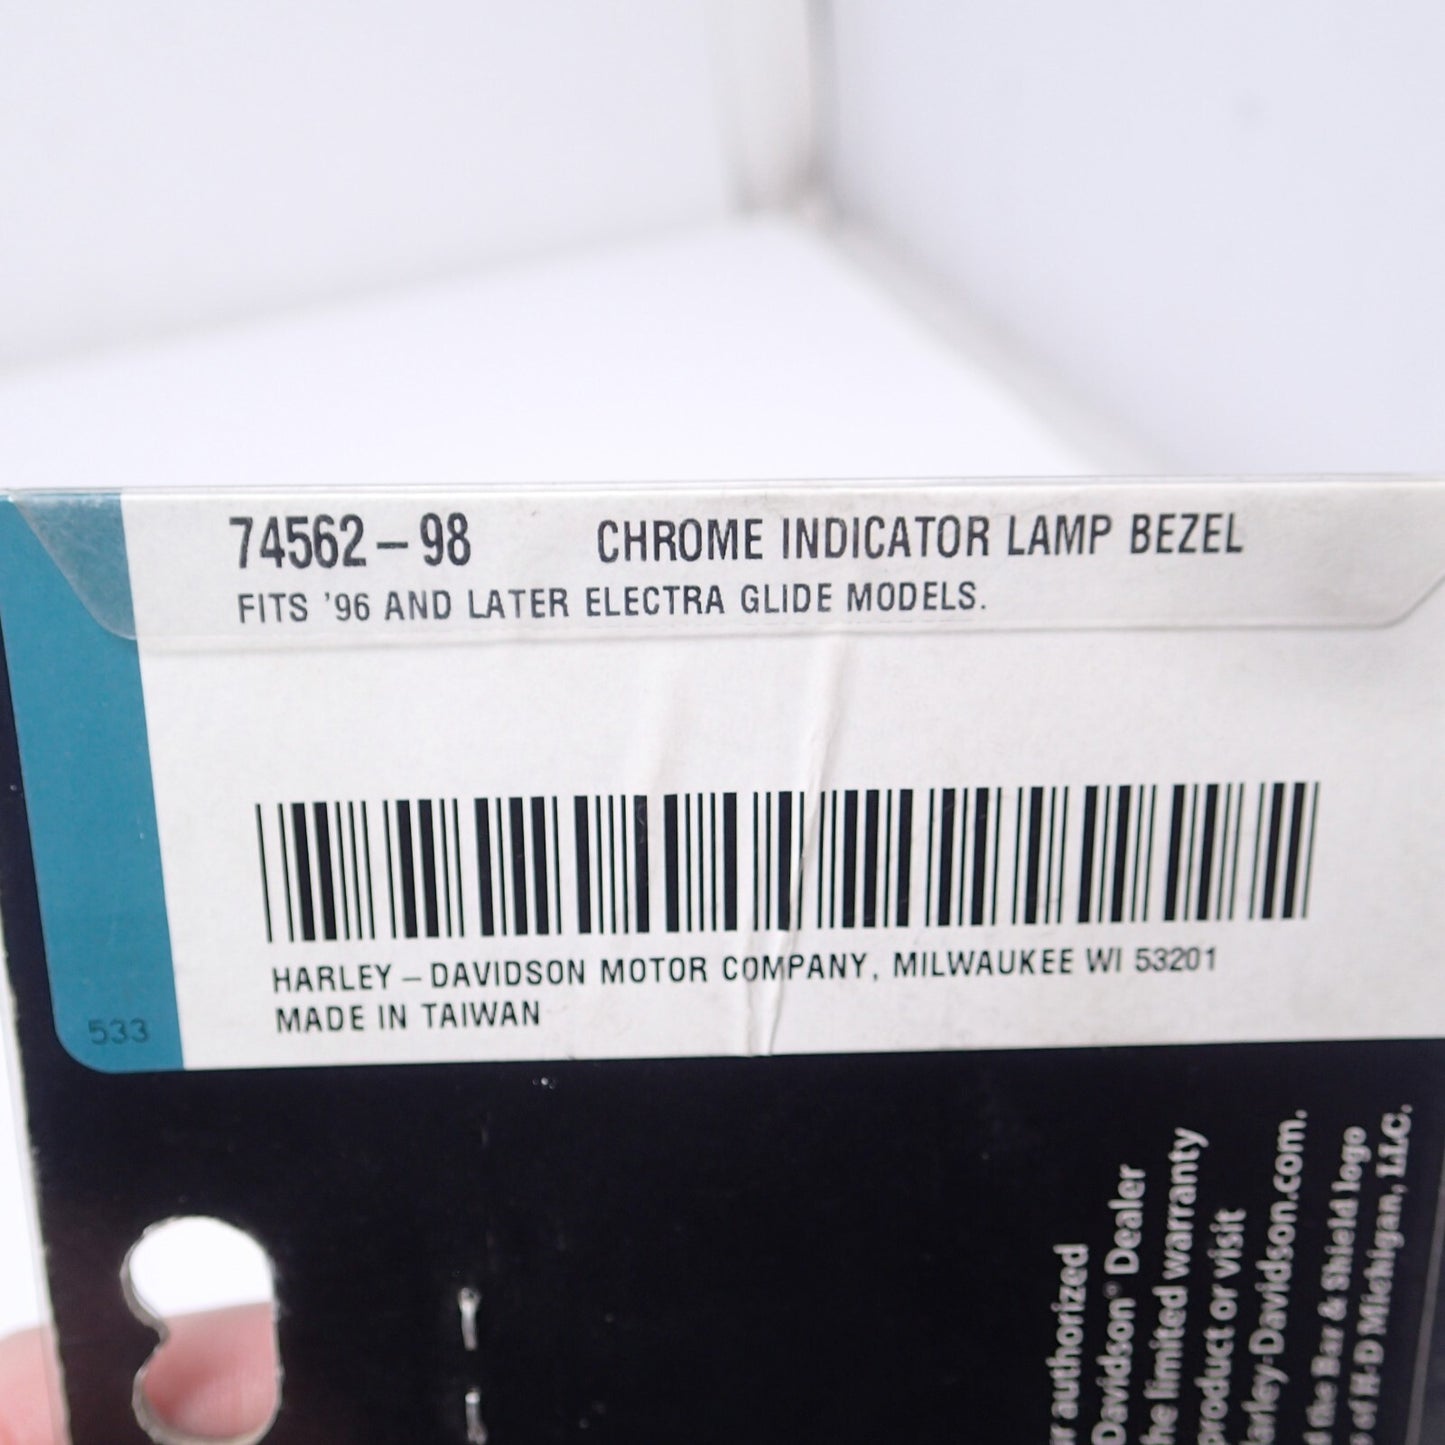 74562-98 CHROME INDICATOR LAMP BEZEL
FITS '96 AND LATER ELECTRA GLIDE MODELS.
HARLEY-DAVIDSON MOTOR COMPANY, MILWAUKEE WI 53201
MADE IN TAIWAN
533
authorized
Davidson® Dealer
limited warranty
product or visit
Harley-Davidson.com.
the Bar & Shield logo
of H-D Michigan, LLC.